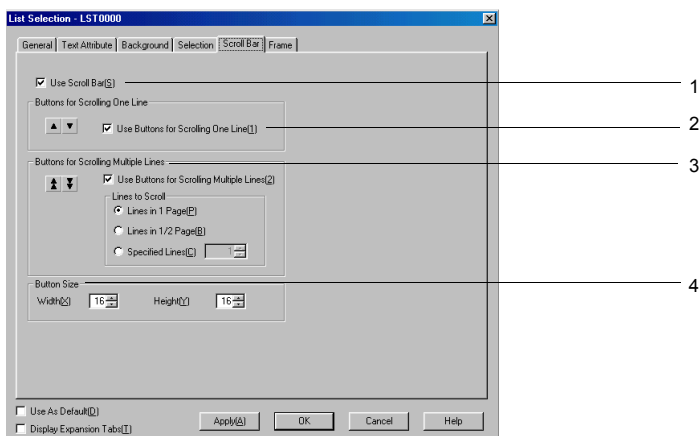 List Selection - LST0000
General Text Attribute Background Selection Scroll Bar Frame
Use Scroll Bar(S) 1
Buttons for Scrolling One Line
Use Buttons for Scrolling One Line(1) 2
Buttons for Scrolling Multiple Lines 3
Use Buttons for Scrolling Multiple Lines(2)
Lines to Scroll
Lines in 1 Page(P)
Lines in 1/2 Page(B)
Specified Lines(C) 1
Button Size 4
Width(X) 16 Height(Y) 16
Use As Default(D)
Display Expansion Tabs(T)
Apply(A) OK Cancel Help